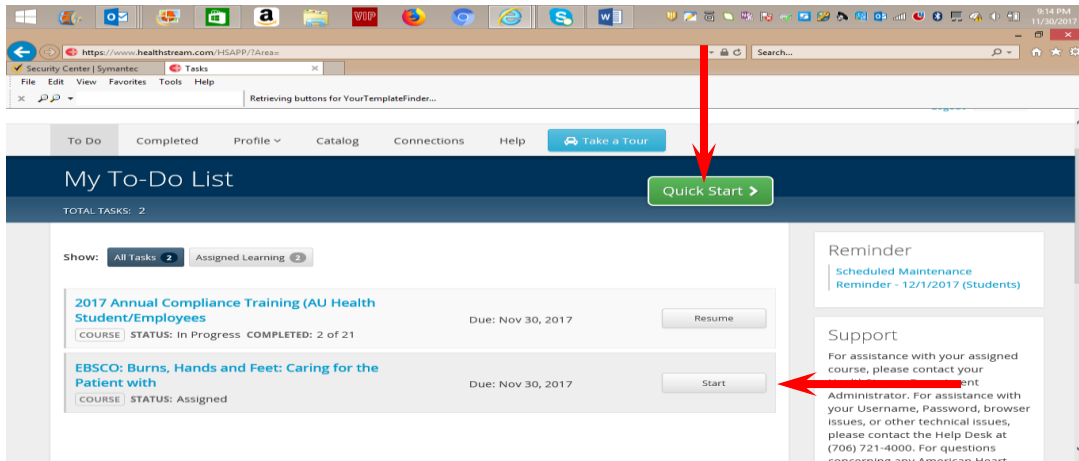 9:14 PM
11/30/2017
https://www.healthstream.com/HSAPP/?Area=
Search...
Security Center | Symantec
Tasks
File Edit View Favorites Tools Help
Retrieving buttons for YourTemplateFinder...
To Do Completed Profile Catalog Connections Help Take a Tour
My To-Do List
Quick Start
TOTAL TASKS: 2
Show: All Tasks 2 Assigned Learning 2
2017 Annual Compliance Training (AU Health
Student/Employees
COURSE STATUS: In Progress COMPLETED: 2 of 21
Due: Nov 30, 2017
Resume
EBSCO: Burns, Hands and Feet: Caring for the
Patient with
COURSE STATUS: Assigned
Due: Nov 30, 2017
Start
Reminder
Scheduled Maintenance
Reminder - 12/1/2017 (Students)
Support
For assistance with your assigned
course, please contact your
Administrator. For assistance with
your Username, Password, browser
issues, or other technical issues,
please contact the Help Desk at
(706) 721-4000. For questions
concerning any American Heart